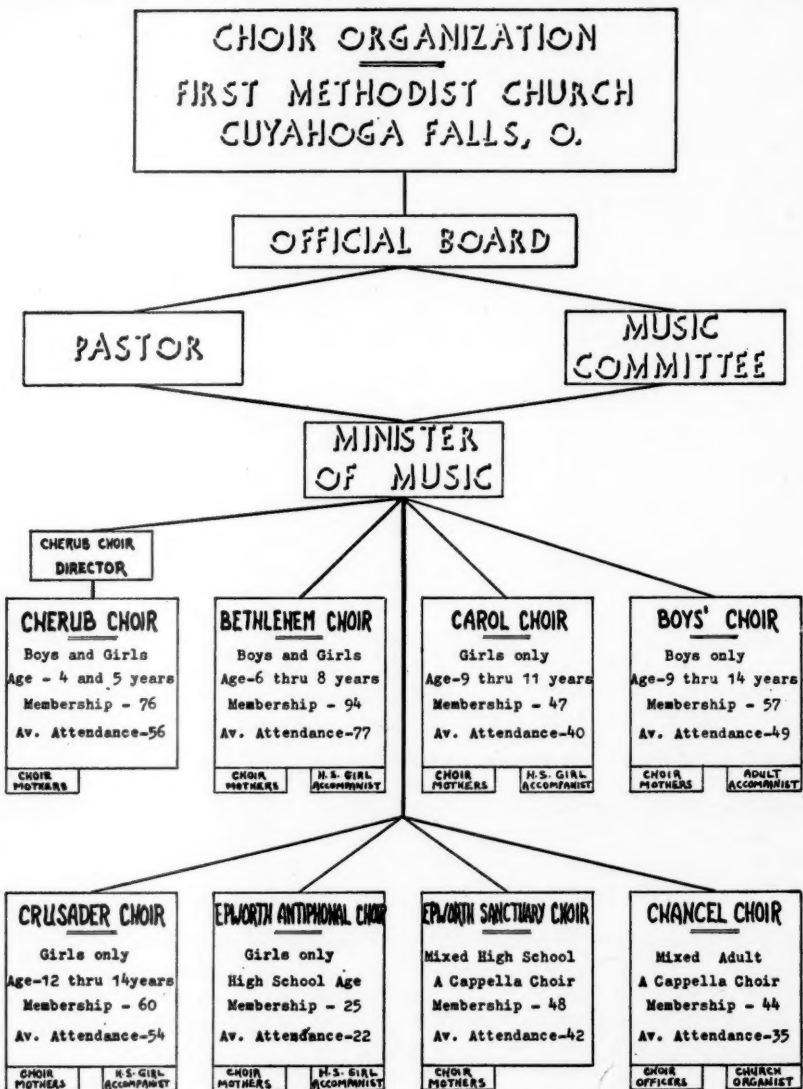 CHOIR ORGANIZATION
FIRST METHODIST CHURCH
CUYAHOGA FALLS, O.
OFFICIAL BOARD
PASTOR
MUSIC
COMMITTEE
MINISTER
OF MUSIC
CHERUB CHOIR
DIRECTOR
CHERUB CHOIR
Boys and Girls
Age - 4 and 5 years
Membership - 76
Av. Attendance-56
CHOIR
MOTHERS
BETHLEHEM CHOIR
Boys and Girls
Age-6 thru 8 years
Membership - 94
Av. Attendance-77
CHOIR
MOTHERS
H.S. GIRL
ACCOMPANIST
CAROL CHOIR
Girls only
Age-9 thru 11 years
Membership - 47
Av. Attendance-40
CHOIR
MOTHERS
H.S. GIRL
ACCOMPANIST
BOYS' CHOIR
Boys only
Age-9 thru 14 years
Membership - 57
Av. Attendance-49
CHOIR
MOTHERS
ADULT
ACCOMPANIST
CRUSADER CHOIR
Girls only
Age-12 thru 14years
Membership - 60
Av. Attendance-54
CHOIR
MOTHERS
H.S. GIRL
ACCOMPANIST
EPWORTH ANTIPHONAL CHOIR
Girls only
High School Age
Membership - 25
Av. Attendance-22
CHOIR
MOTHERS
H.S. GIRL
ACCOMPANIST
EPWORTH SANCTUARY CHOIR
Mixed High School
A Cappella Choir
Membership - 48
Av. Attendance-42
CHOIR
MOTHERS
CHANCEL CHOIR
Mixed Adult
A Cappella Choir
Membership - 44
Av. Attendance-35
CHOIR
OFFICERS
CHURCH
ORGANIST